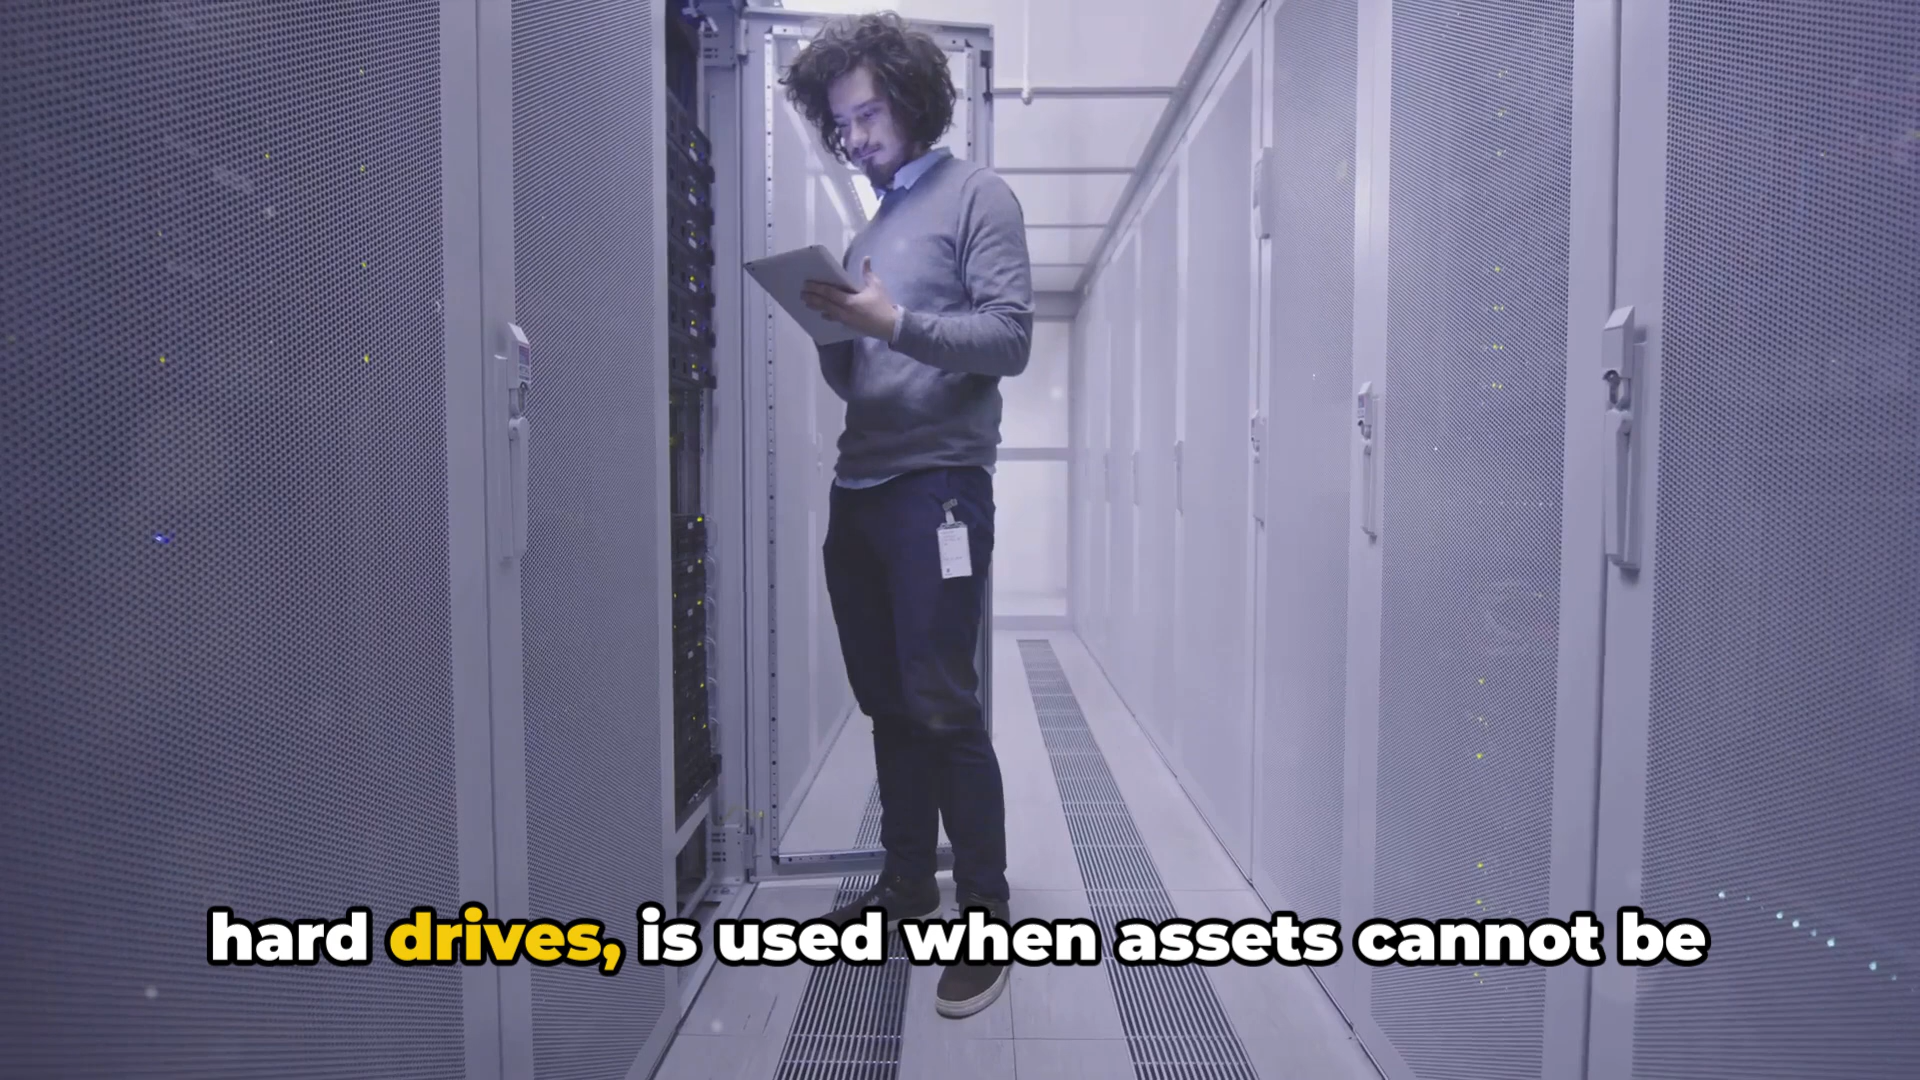 hard drives, is used when assets cannot be